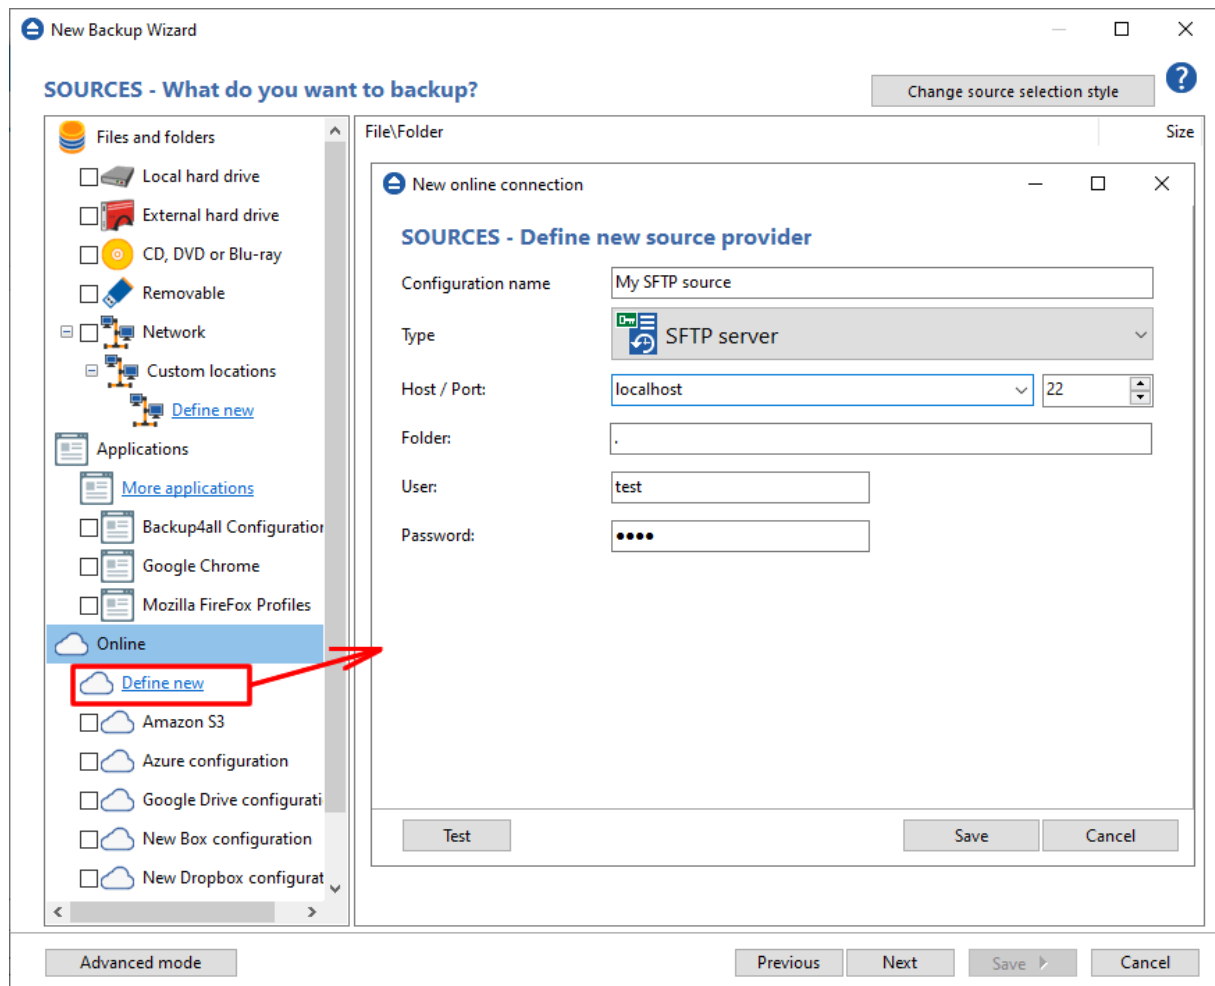 New Backup Wizard
SOURCES - What do you want to backup?
Change source selection style
?
Files and folders
Local hard drive
External hard drive
CD, DVD or Blu-ray
Removable
Network
Custom locations
Define new
Applications
More applications
Backup4all Configuration
Google Chrome
Mozilla FireFox Profiles
Online
Define new
Amazon S3
Azure configuration
Google Drive configurati
New Box configuration
New Dropbox configurat
File\Folder
Size
New online connection
SOURCES - Define new source provider
Configuration name
My SFTP source
Type
SFTP server
Host / Port:
localhost
22
Folder:
.
User:
test
Password:
••••
Test
Save
Cancel
Advanced mode
Previous
Next
Save
Cancel